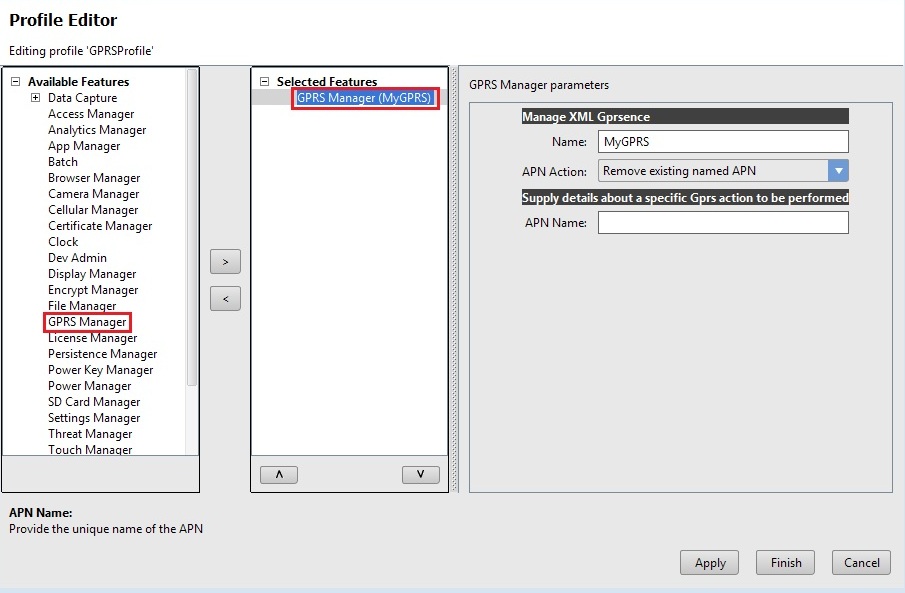 Profile Editor
Editing profile 'GPRSProfile'
Available Features
Data Capture
Access Manager
Analytics Manager
App Manager
Batch
Browser Manager
Camera Manager
Cellular Manager
Certificate Manager
Clock
Dev Admin
Display Manager
Encrypt Manager
File Manager
GPRS Manager
License Manager
Persistence Manager
Power Key Manager
Power Manager
SD Card Manager
Settings Manager
Threat Manager
Touch Manager
>
<
Selected Features
GPRS Manager (MyGPRS)
Λ
V
GPRS Manager parameters
Manage XML Gprsence
Name: MyGPRS
APN Action: Remove existing named APN
Supply details about a specific Gprs action to be performed
APN Name:
APN Name:
Provide the unique name of the APN
Apply Finish Cancel